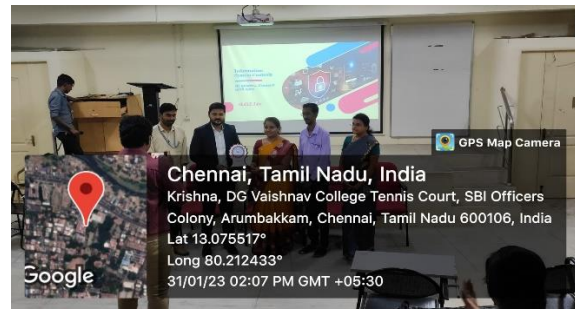 GPS Map Camera
Chennai, Tamil Nadu, India
Krishna, DG Vaishnav College Tennis Court, SBI Officers
Colony, Arumbakkam, Chennai, Tamil Nadu 600106, India
Lat 13.075517°
Long 80.212433°
31/01/23 02:07 PM GMT +05:30
Google